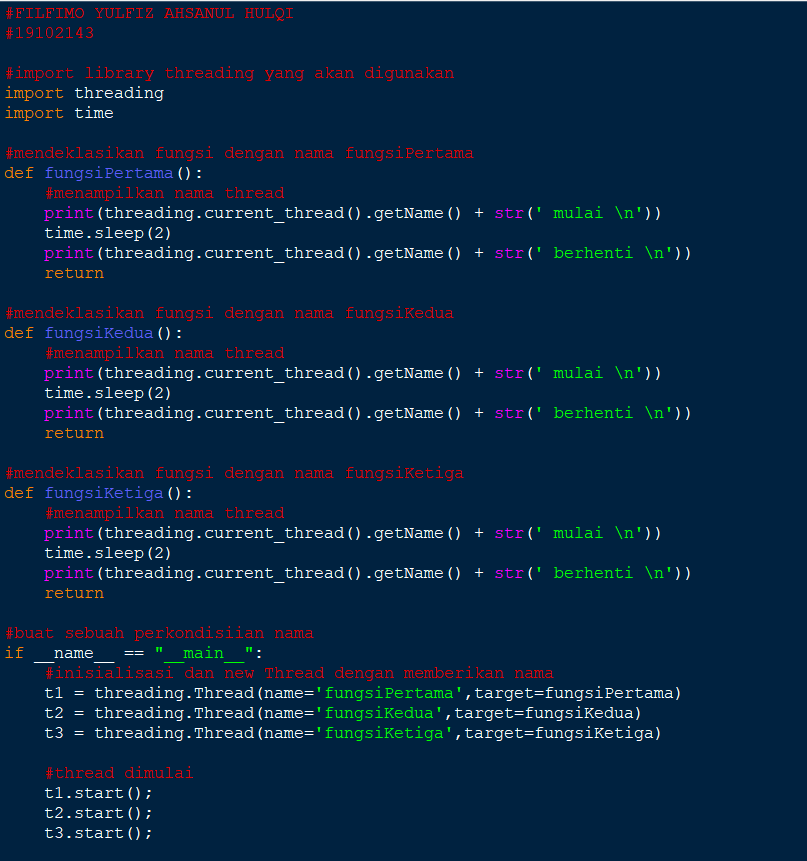 #FILFIMO YULFIZ AHSANUL HULQI
#19102143
#import library threading yang akan digunakan
import threading
import time
#mendeklasikan fungsi dengan nama fungsiPertama
def fungsiPertama():
    #menampilkan nama thread
    print(threading.current_thread().getName() + str(' mulai \n'))
    time.sleep(2)
    print(threading.current_thread().getName() + str(' berhenti \n'))
    return
#mendeklasikan fungsi dengan nama fungsiKedua
def fungsiKedua():
    #menampilkan nama thread
    print(threading.current_thread().getName() + str(' mulai \n'))
    time.sleep(2)
    print(threading.current_thread().getName() + str(' berhenti \n'))
    return
#mendeklasikan fungsi dengan nama fungsiKetiga
def fungsiKetiga():
    #menampilkan nama thread
    print(threading.current_thread().getName() + str(' mulai \n'))
    time.sleep(2)
    print(threading.current_thread().getName() + str(' berhenti \n'))
    return
#buat sebuah perkondisiian nama
if __name__ == "__main__":
    #inisialisasi dan new Thread dengan memberikan nama
    t1 = threading.Thread(name='fungsiPertama',target=fungsiPertama)
    t2 = threading.Thread(name='fungsiKedua',target=fungsiKedua)
    t3 = threading.Thread(name='fungsiKetiga',target=fungsiKetiga)
    #thread dimulai
    t1.start();
    t2.start();
    t3.start();